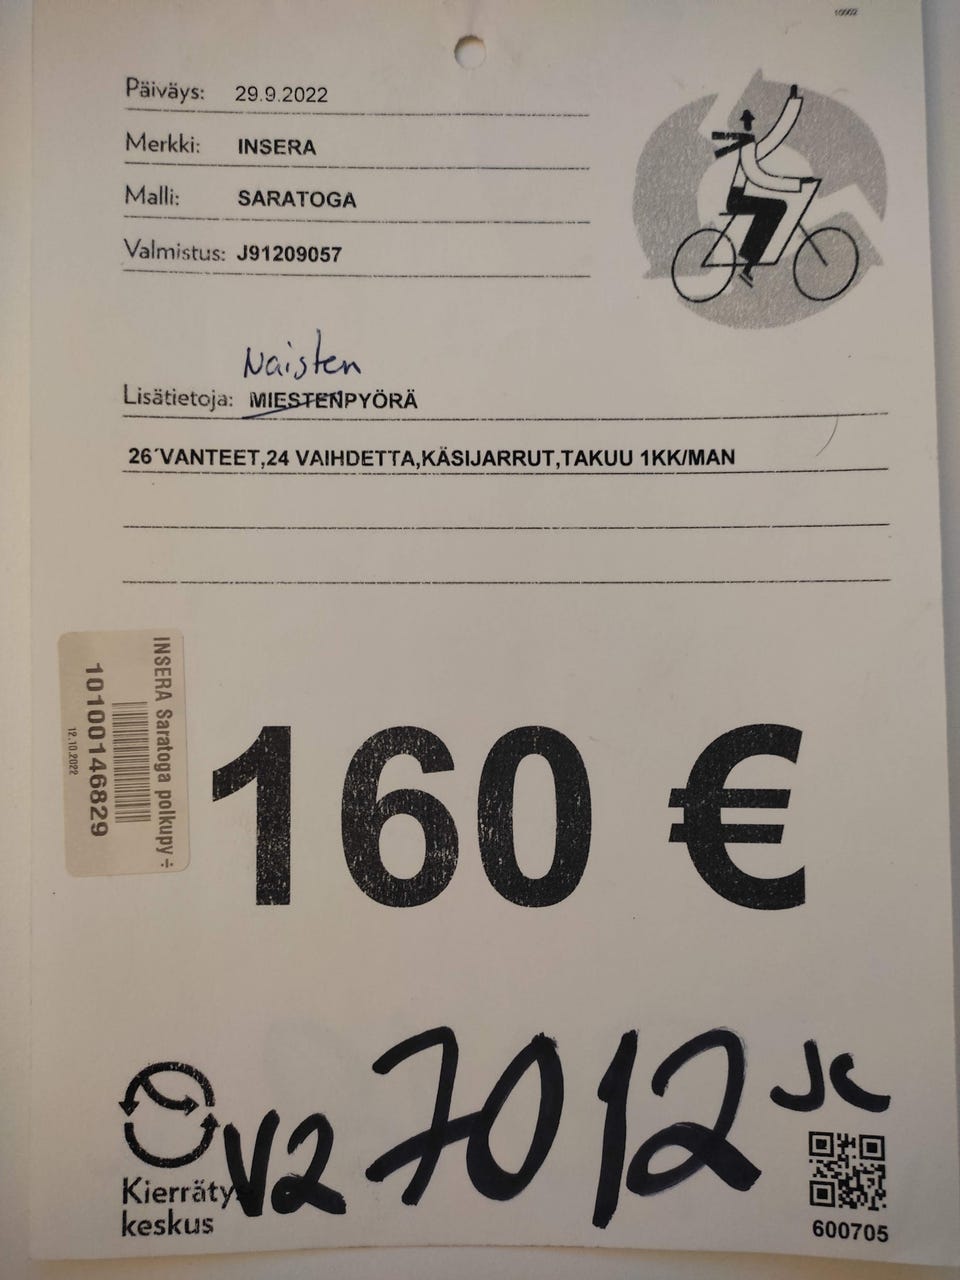 10002
Päiväys: 29.9.2022
Merkki: INSERA
Malli: SARATOGA
Valmistus: J91209057
Naisten
Lisätietoja: MIESTENPYÖRÄ
26´VANTEET,24 VAIHDETTA,KÄSIJARRUT,TAKUU 1KK/MAN
INSERA Saratoga polkupy÷
10100146829
12.10.2022
160 €
V2 7012 JC
Kierräty
keskus
600705